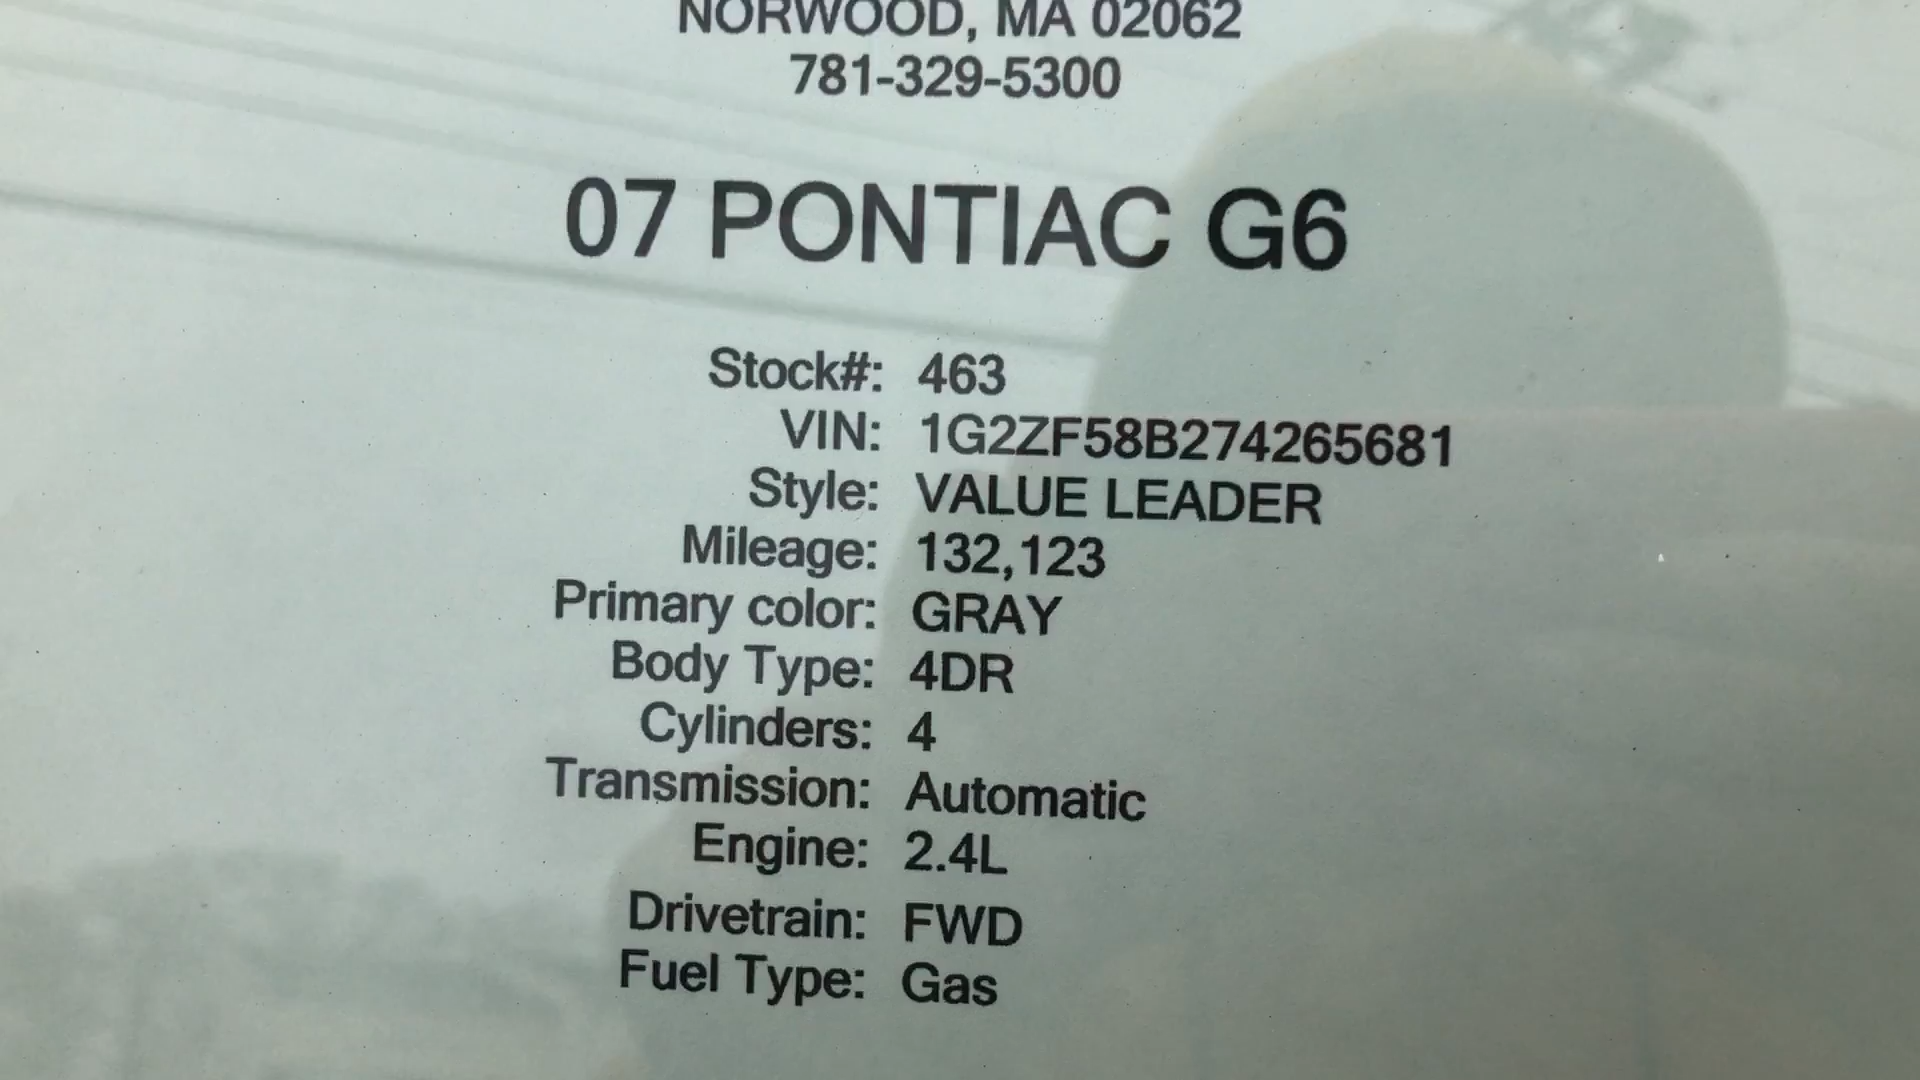 NORWOOD, MA 02062
781-329-5300
07 PONTIAC G6
Stock#: 463
VIN: 1G2ZF58B274265681
Style: VALUE LEADER
Mileage: 132,123
Primary color: GRAY
Body Type: 4DR
Cylinders: 4
Transmission: Automatic
Engine: 2.4L
Drivetrain: FWD
Fuel Type: Gas